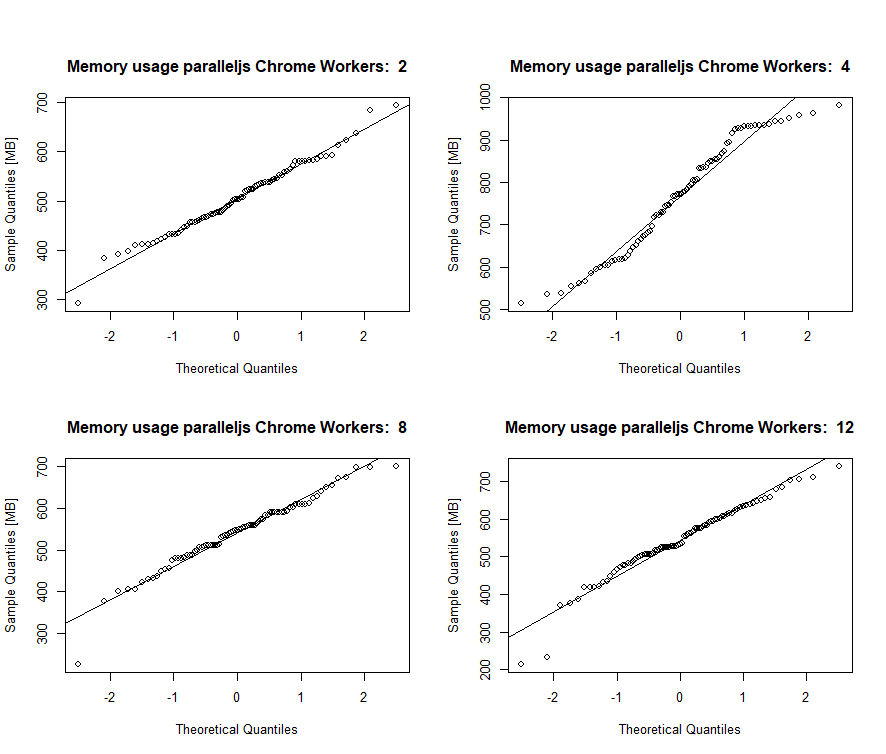 Memory usage paralleljs Chrome Workers:  2
Sample Quantiles [MB]
700
600
500
400
300
-2 -1 0 1 2
Theoretical Quantiles
Memory usage paralleljs Chrome Workers:  4
Sample Quantiles [MB]
1000
900
800
700
600
500
-2 -1 0 1 2
Theoretical Quantiles
Memory usage paralleljs Chrome Workers:  8
Sample Quantiles [MB]
700
600
500
400
300
-2 -1 0 1 2
Theoretical Quantiles
Memory usage paralleljs Chrome Workers:  12
Sample Quantiles [MB]
700
600
500
400
300
200
-2 -1 0 1 2
Theoretical Quantiles